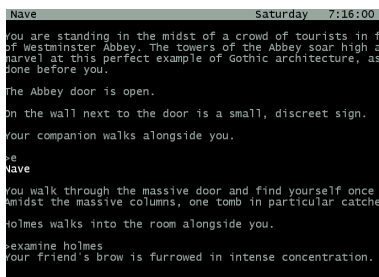 Nave Saturday 7:16:00
You are standing in the midst of a crowd of tourists in f
of Westminster Abbey. The towers of the Abbey soar high a
marvel at this perfect example of Gothic architecture, as
done before you.
The Abbey door is open.
On the wall next to the door is a small, discreet sign.
Your companion walks alongside you.
>e
Nave
You walk through the massive door and find yourself once
Amidst the massive columns, one tomb in particular catche
Holmes walks into the room alongside you.
>examine holmes
Your friend's brow is furrowed in intense concentration.